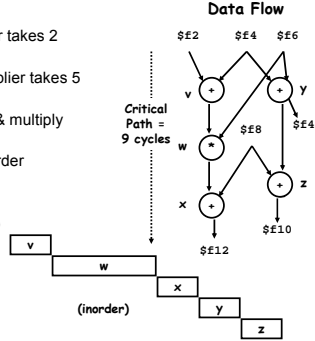 Data Flow
r takes 2
$f2 $f4 $f6
plier takes 5
v + + y
Critical
Path =
9 cycles
& multiply
$f4
$f8
w *
rder
x + + z
$f10
$f12
v
w
x
(inorder)
y
z